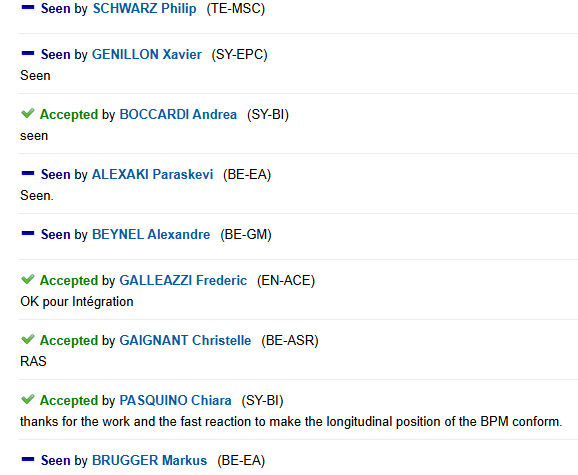 Seen by SCHWARZ Philip (TE-MSC)
Seen by GENILLON Xavier (SY-EPC)
Seen
Accepted by BOCCARDI Andrea (SY-BI)
seen
Seen by ALEXAKI Paraskevi (BE-EA)
Seen.
Seen by BEYNEL Alexandre (BE-GM)
Accepted by GALLEAZZI Frederic (EN-ACE)
OK pour Intégration
Accepted by GAIGNANT Christelle (BE-ASR)
RAS
Accepted by PASQUINO Chiara (SY-BI)
thanks for the work and the fast reaction to make the longitudinal position of the BPM conform.
Seen by BRUGGER Markus (BE-EA)